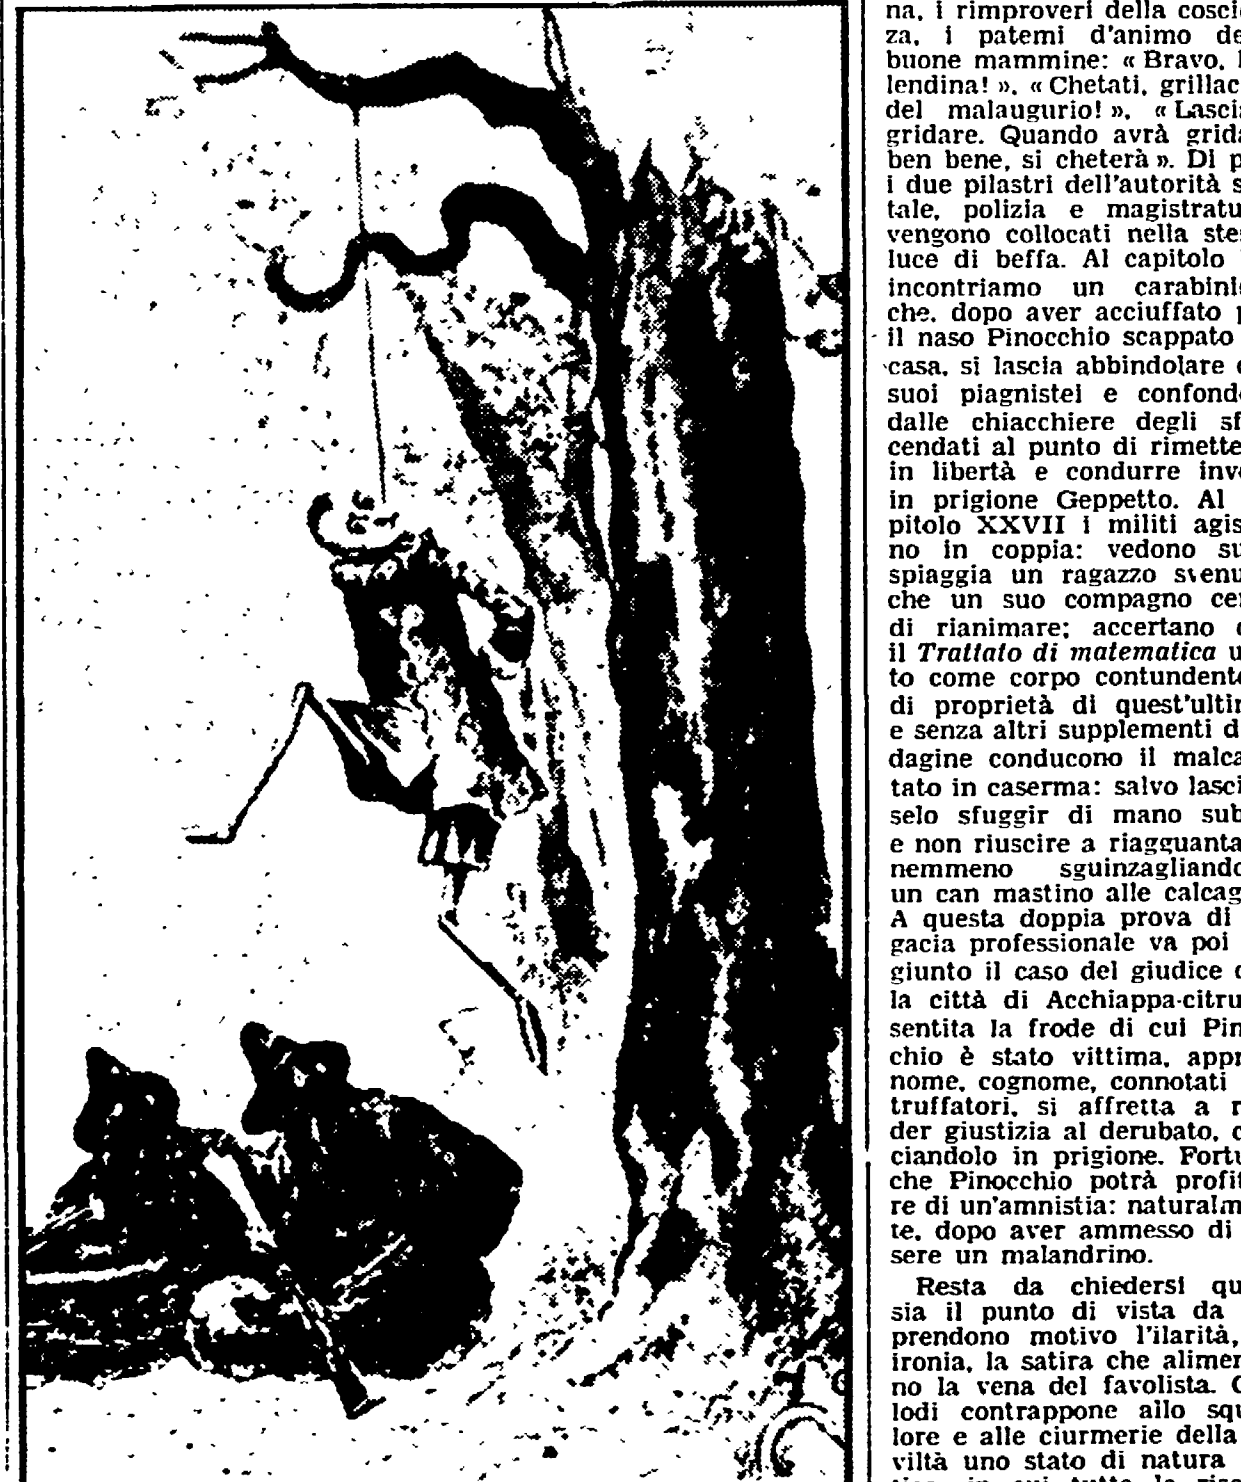 na, i rimproveri della coscie
za, i patemi d'animo de
buone mammine: « Bravo,
lendina! », « Chetati, grillac
del malaugurio! », « Lascia
gridare. Quando avrà grida
ben bene, si cheterà ». Di p
i due pilastri dell'autorità s
tale, polizia e magistratu
vengono collocati nella ste
luce di beffa. Al capitolo
incontriamo un carabinie
che, dopo aver acciuffato p
il naso Pinocchio scappato
casa, si lascia abbindolare d
suoi piagnistei e confonde
dalle chiacchiere degli sf
cendati al punto di rimette
in libertà e condurre inve
in prigione Geppetto. Al
pitolo XXVII i militi agis
no in coppia: vedono su
spiaggia un ragazzo svenu
che un suo compagno cer
di rianimare; accertano c
il Trattato di matematica u
to come corpo contundente
di proprietà di quest'ultim
e senza altri supplementi d
dagine conducono il malca
tato in caserma: salvo lasci
selo sfuggir di mano sub
e non riuscire a riagguanta
nemmeno sguinzagliando
un can mastino alle calcag
A questa doppia prova di
gacia professionale va poi
giunto il caso del giudice d
la città di Acchiappa-citru
sentita la frode di cui Pin
chio è stato vittima, appr
nome, cognome, connotati
truffatori, si affretta a r
der giustizia al derubato, c
ciandolo in prigione. Fortu
che Pinocchio potrà profit
re di un'amnistia: naturalm
te, dopo aver ammesso di
sere un malandrino.
Resta da chiedersi qu
sia il punto di vista da
prendono motivo l'ilarità,
ironia, la satira che alimen
no la vena del favolista. C
lodi contrappone allo squ
lore e alle ciurmerie della
viltà uno stato di natura